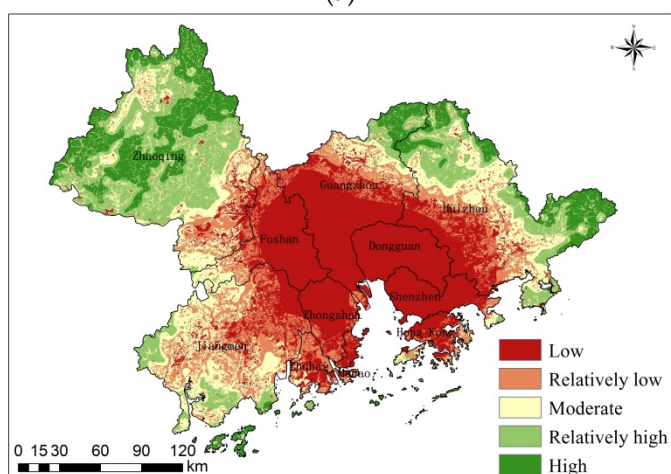 N
W E
S
Zhaoqing
Guangzhou
Huizhou
Foshan
Dongguan
Shenzhen
Zhongshan
Hong Kong
Jiangmen
Zhuhai
Macao
Low
Relatively low
Moderate
Relatively high
High
0 15 30 60 90 120
km